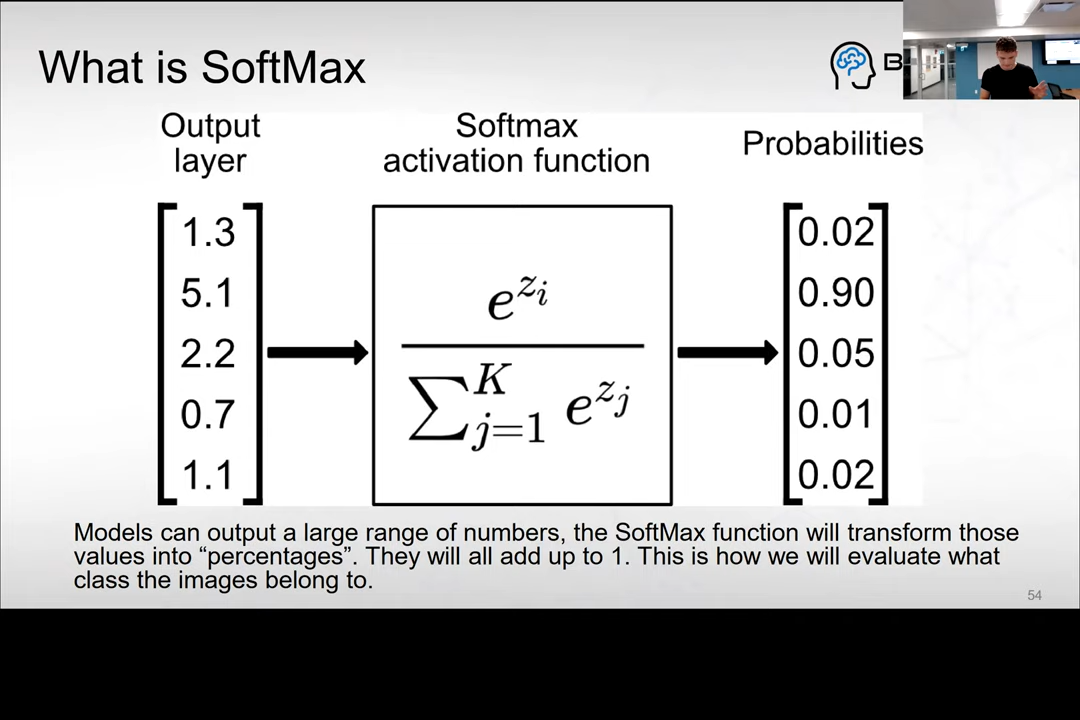 What is SoftMax
B
Output
layer
Softmax
activation function
Probabilities
1.3
5.1
2.2
0.7
1.1
e^{z_i}
∑_{j=1}^{K} e^{z_j}
0.02
0.90
0.05
0.01
0.02
Models can output a large range of numbers, the SoftMax function will transform those
values into “percentages”. They will all add up to 1. This is how we will evaluate what
class the images belong to.
54